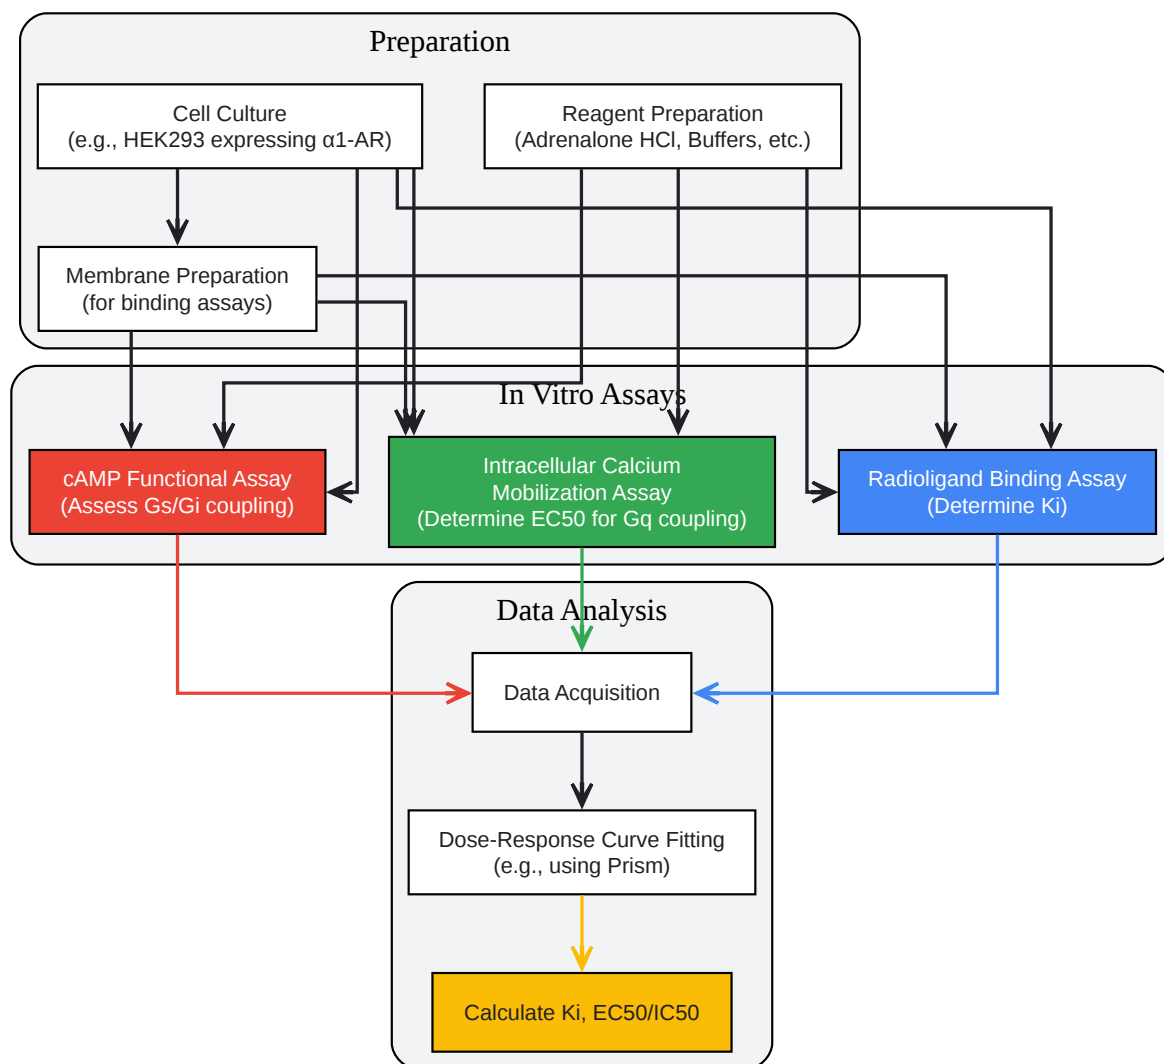 Preparation
Cell Culture
(e.g., HEK293 expressing α1-AR)
Reagent Preparation
(Adrenalone HCl, Buffers, etc.)
Membrane Preparation
(for binding assays)
In Vitro Assays
cAMP Functional Assay
(Assess Gs/Gi coupling)
Intracellular Calcium
Mobilization Assay
(Determine EC50 for Gq coupling)
Radioligand Binding Assay
(Determine Ki)
Data Analysis
Data Acquisition
Dose-Response Curve Fitting
(e.g., using Prism)
Calculate Ki, EC50/IC50